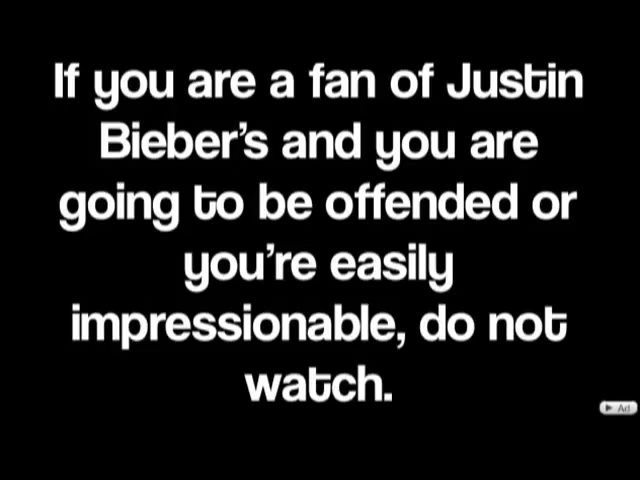 If you are a fan of Justin
Bieber's and you are
going to be offended or
you're easily
impressionable, do not
watch.
Ad